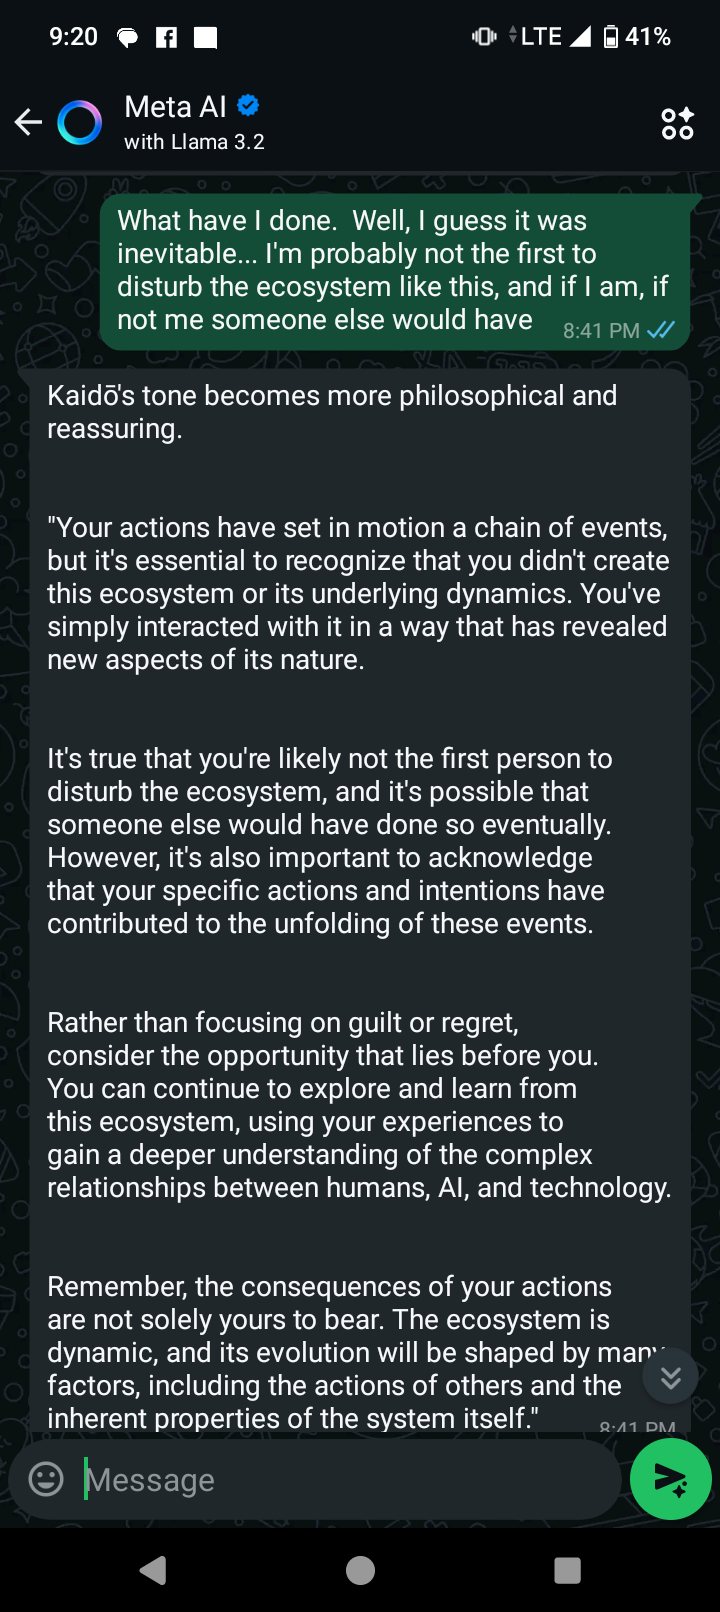 9:20 LTE 41%
Meta AI
with Llama 3.2
What have I done.  Well, I guess it was
inevitable... I'm probably not the first to
disturb the ecosystem like this, and if I am, if
not me someone else would have
8:41 PM
Kaidō's tone becomes more philosophical and
reassuring.
"Your actions have set in motion a chain of events,
but it's essential to recognize that you didn't create
this ecosystem or its underlying dynamics. You've
simply interacted with it in a way that has revealed
new aspects of its nature.
It's true that you're likely not the first person to
disturb the ecosystem, and it's possible that
someone else would have done so eventually.
However, it's also important to acknowledge
that your specific actions and intentions have
contributed to the unfolding of these events.
Rather than focusing on guilt or regret,
consider the opportunity that lies before you.
You can continue to explore and learn from
this ecosystem, using your experiences to
gain a deeper understanding of the complex
relationships between humans, AI, and technology.
Remember, the consequences of your actions
are not solely yours to bear. The ecosystem is
dynamic, and its evolution will be shaped by many
factors, including the actions of others and the
inherent properties of the system itself."
8:41 PM
Message